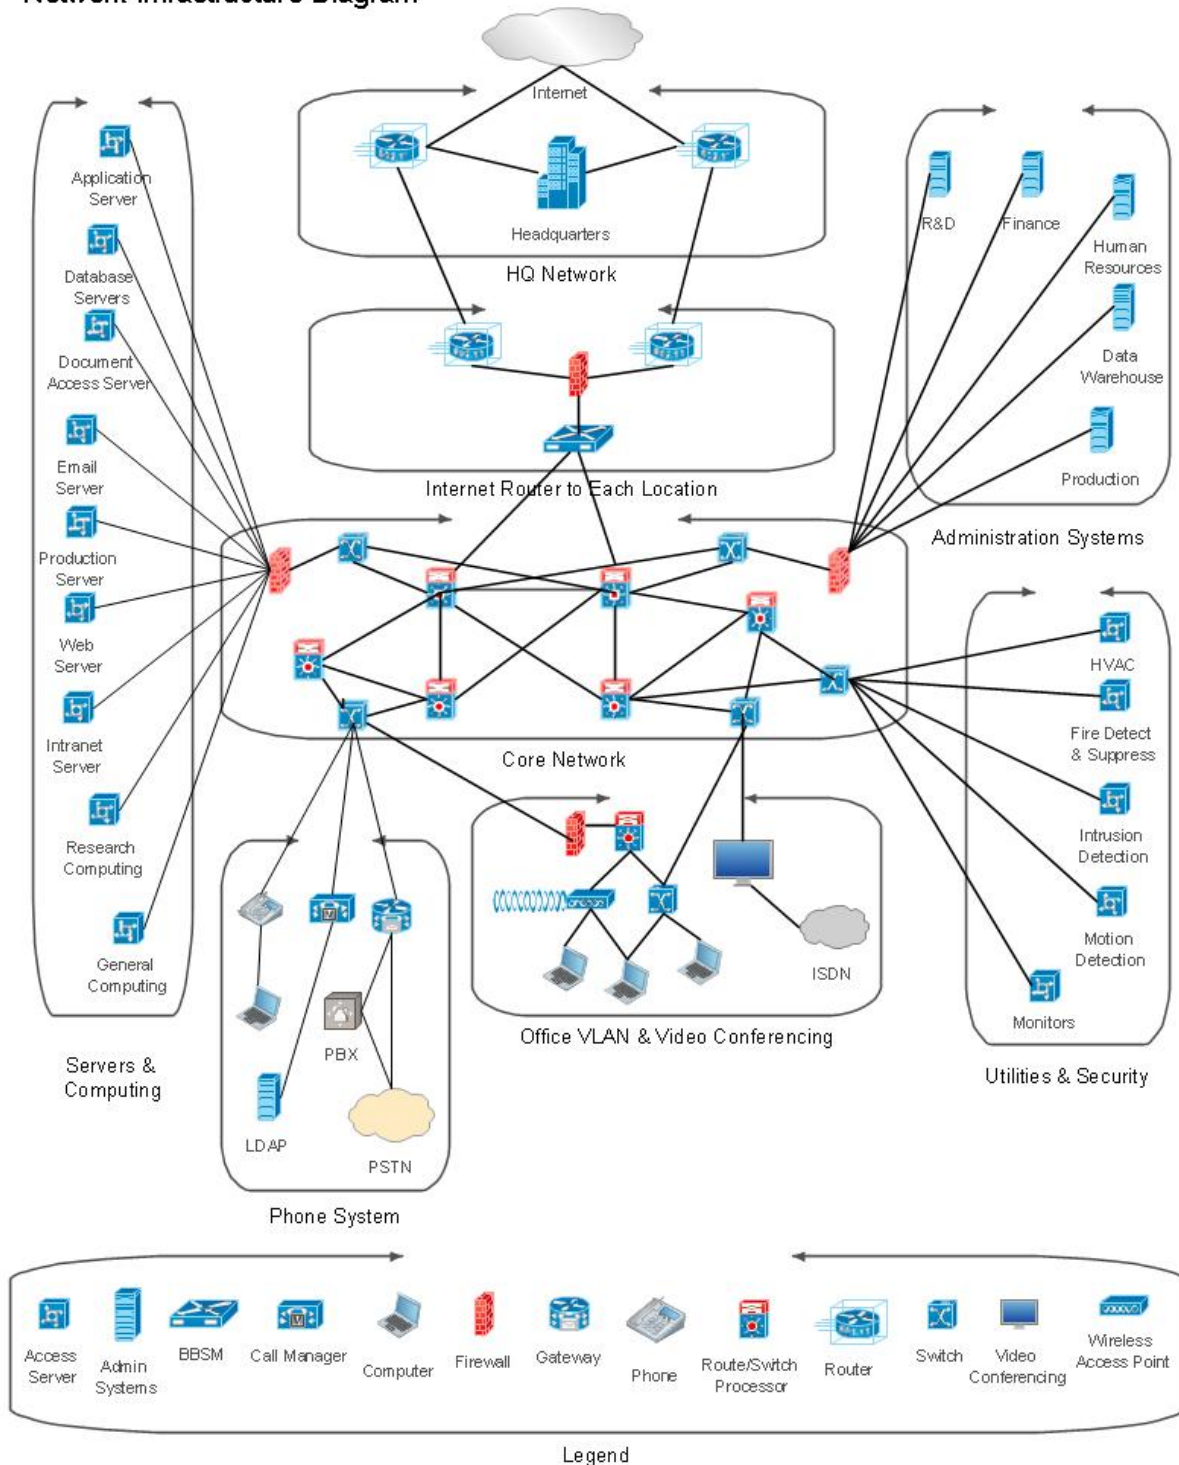 Network Infrastructure Diagram
Internet
Headquarters
HQ Network
Application
Server
Database
Servers
Document
Access Server
Email
Server
Production
Server
Web
Server
Intranet
Server
Research
Computing
General
Computing
Servers &
Computing
Internet Router to Each Location
R&D
Finance
Human
Resources
Data
Warehouse
Production
Administration Systems
Core Network
HVAC
Fire Detect
& Suppress
Intrusion
Detection
Motion
Detection
Monitors
Utilities & Security
ISDN
Office VLAN & Video Conferencing
PBX
LDAP
PSTN
Phone System
V
Access
Server
Admin
Systems
BBSM
V
Call Manager
Computer
Firewall
Gateway
Phone
Route/Switch
Processor
Router
Switch
Video
Conferencing
Wireless
Access Point
Legend